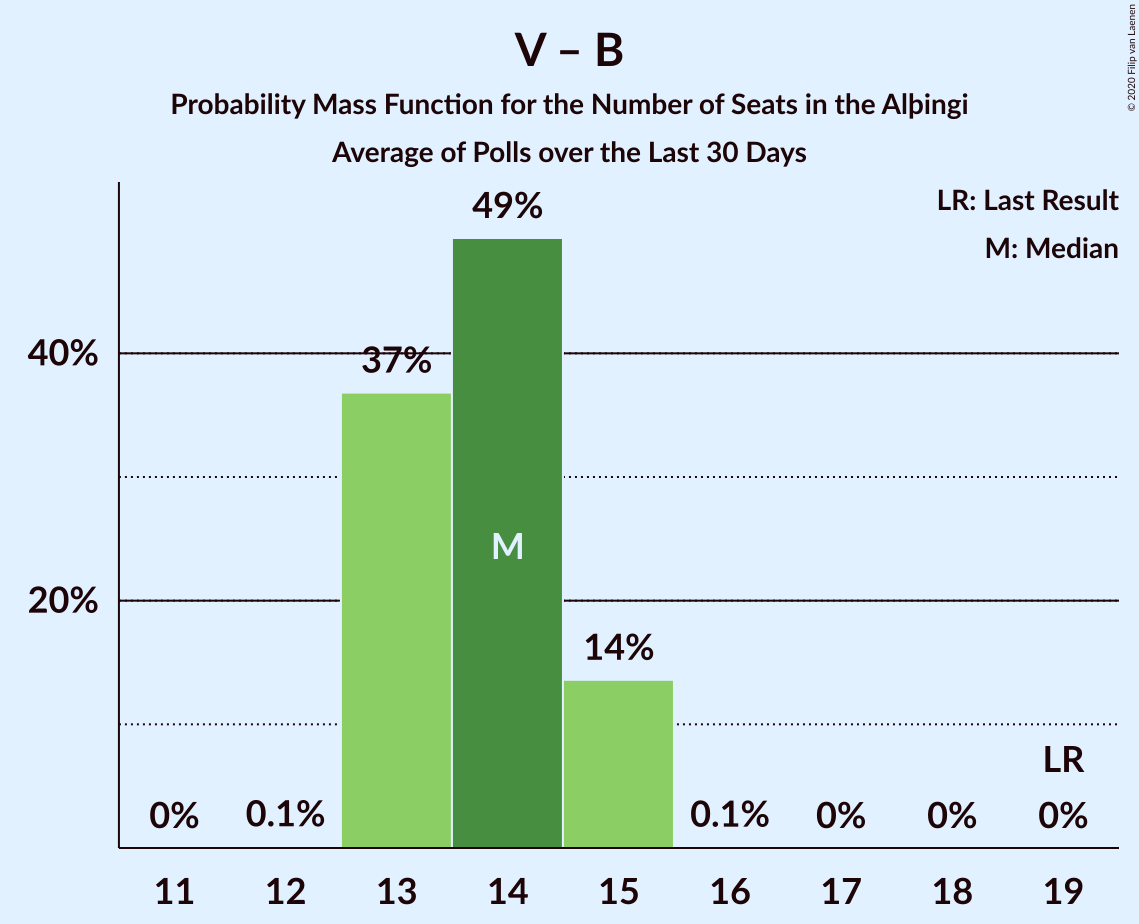 V – B
Probability Mass Function for the Number of Seats in the Alþingi
Average of Polls over the Last 30 Days
© 2020 Filip van Laenen
LR: Last Result
M: Median
49%
40%
37%
M
20%
14%
LR
0% 0.1% 0.1% 0% 0% 0%
11 12 13 14 15 16 17 18 19